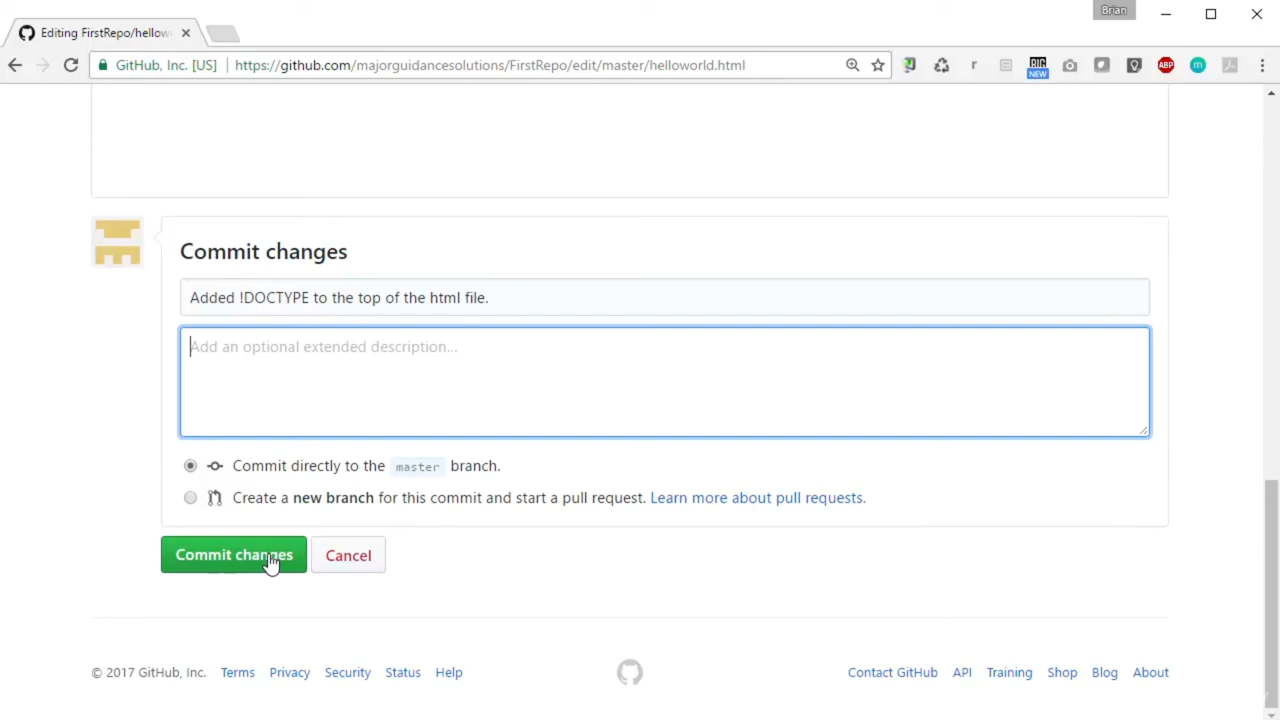 Brian
Editing FirstRepo/hellow
GitHub, Inc. [US] https://github.com/majorguidancesolutions/FirstRepo/edit/master/helloworld.html
r
BIG
NEW
ABP
m
Commit changes
Added !DOCTYPE to the top of the html file.
Add an optional extended description...
Commit directly to the master branch.
Create a new branch for this commit and start a pull request. Learn more about pull requests.
Commit changes Cancel
© 2017 GitHub, Inc. Terms Privacy Security Status Help Contact GitHub API Training Shop Blog About